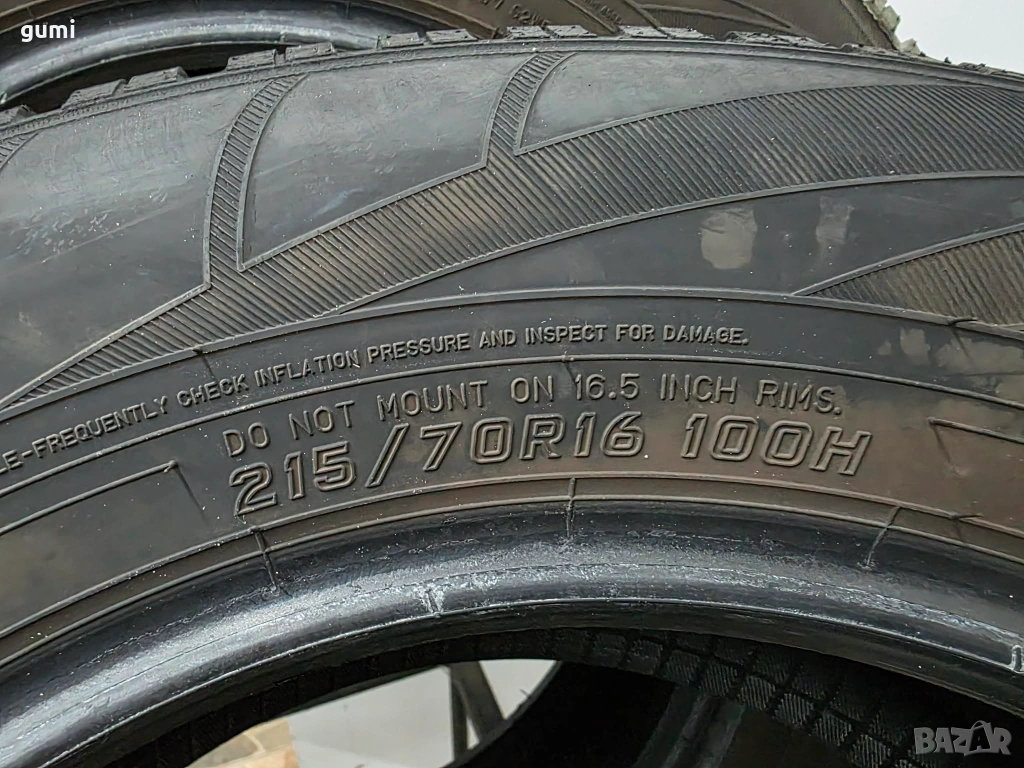 gumi
LE-FREQUENTLY CHECK INFLATION PRESSURE AND INSPECT FOR DAMAGE.
DO NOT MOUNT ON 16.5 INCH RIMS.
215/70R16 100H
BAZAR